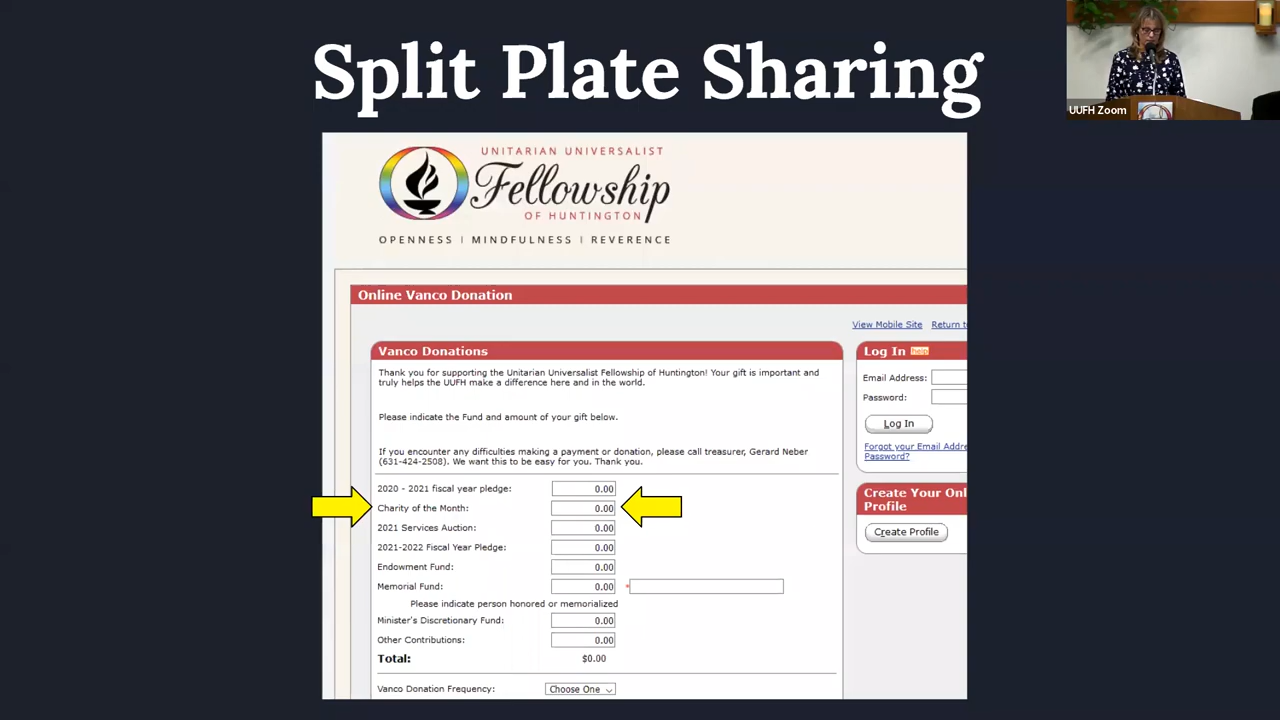 Split Plate Sharing
UUFH Zoom
UNITARIAN UNIVERSALIST
Fellowship
OF HUNTINGTON
OPENNESS | MINDFULNESS | REVERENCE
Online Vanco Donation
View Mobile Site Return
Vanco Donations
Thank you for supporting the Unitarian Universalist Fellowship of Huntington! Your gift is important and
truly helps the UUFH make a difference here and in the world.
Please indicate the Fund and amount of your gift below.
If you encounter any difficulties making a payment or donation, please call treasurer, Gerard Neber
(631-424-2508). We want this to be easy for you. Thank you.
2020 - 2021 fiscal year pledge: 0.00
Charity of the Month: 0.00
2021 Services Auction: 0.00
2021-2022 Fiscal Year Pledge: 0.00
Endowment Fund: 0.00
Memorial Fund: 0.00 *
Please indicate person honored or memorialized
Minister's Discretionary Fund: 0.00
Other Contributions: 0.00
Total: $0.00
Vanco Donation Frequency: Choose One
Log In help
Email Address:
Password:
Log In
Forgot your Email Addre
Password?
Create Your Onl
Profile
Create Profile